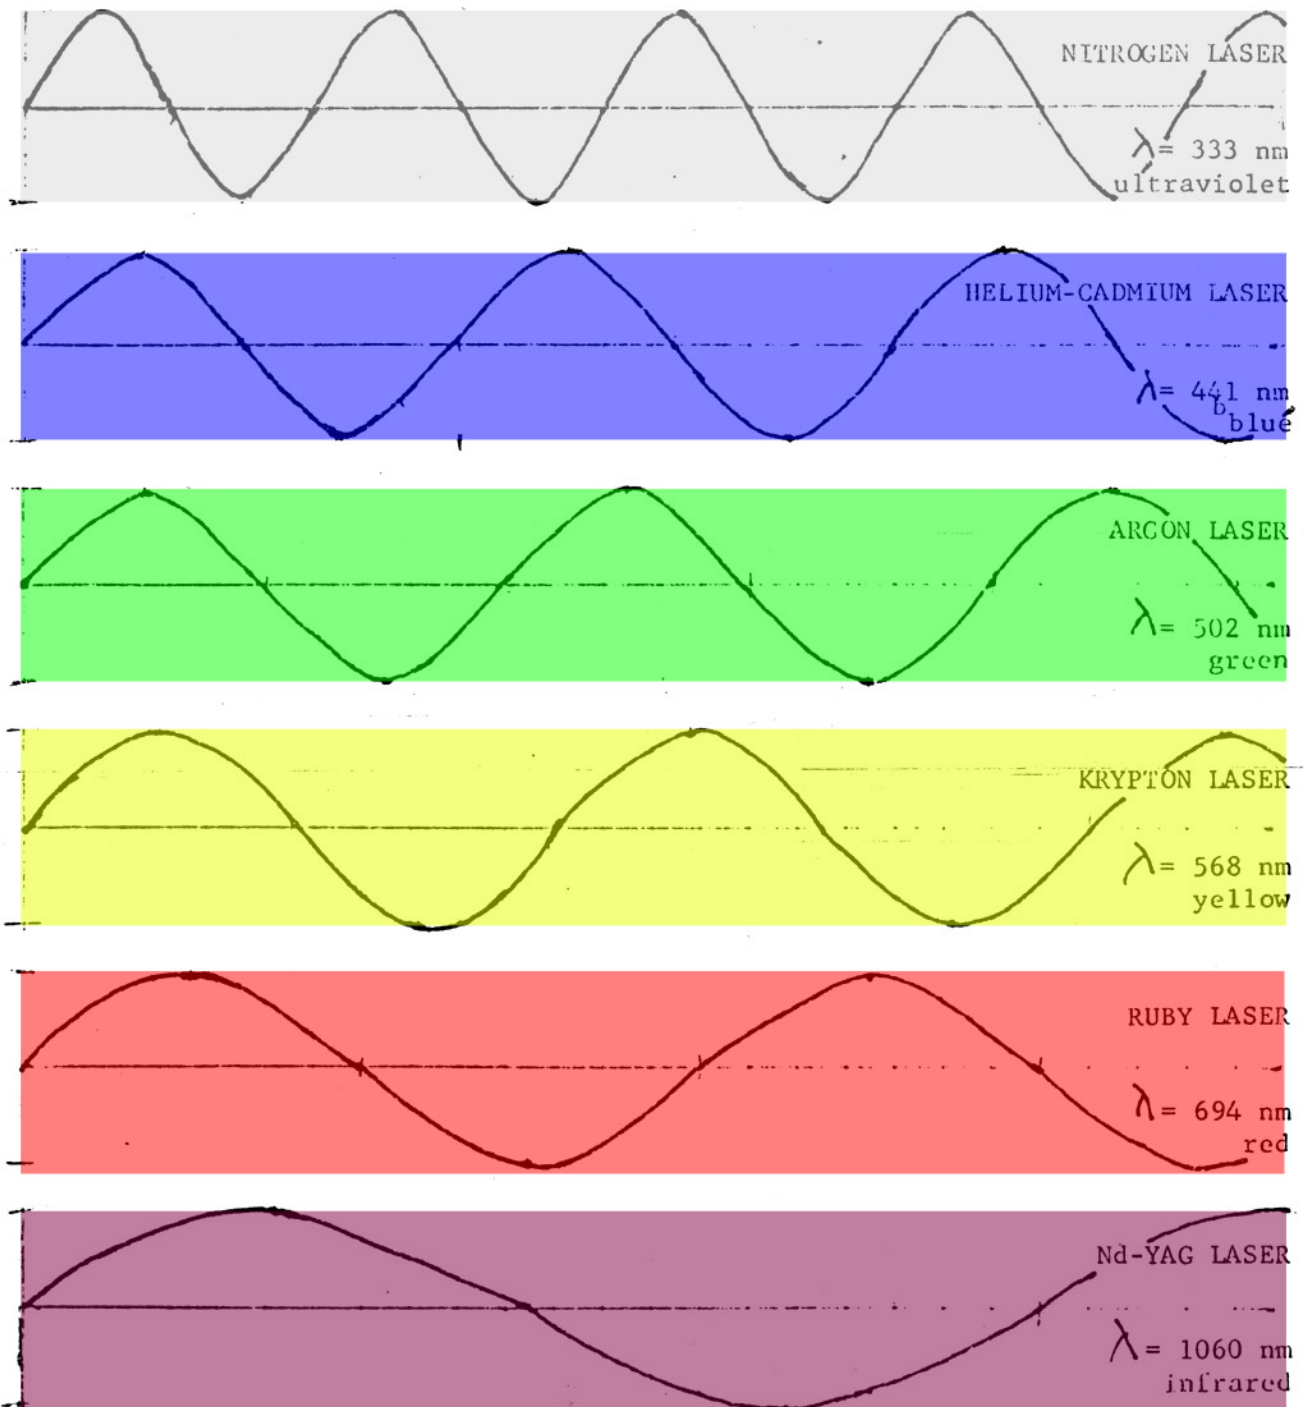 NITROGEN LASER
λ= 333 nm
ultraviolet
HELIUM-CADMIUM LASER
λ= 441 nm
b
blue
ARGON LASER
λ= 502 nm
green
KRYPTON LASER
λ= 568 nm
yellow
RUBY LASER
λ= 694 nm
red
Nd-YAG LASER
λ= 1060 nm
infrared